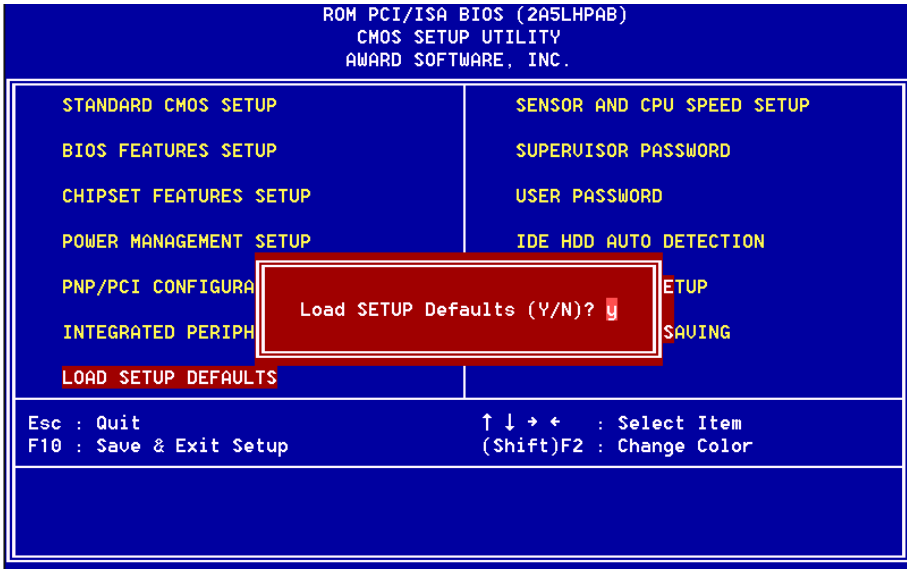 ROM PCI/ISA BIOS (2A5LHPAB)
CMOS SETUP UTILITY
AWARD SOFTWARE, INC.
STANDARD CMOS SETUP
BIOS FEATURES SETUP
CHIPSET FEATURES SETUP
POWER MANAGEMENT SETUP
PNP/PCI CONFIGURA
INTEGRATED PERIPH
LOAD SETUP DEFAULTS
SENSOR AND CPU SPEED SETUP
SUPERVISOR PASSWORD
USER PASSWORD
IDE HDD AUTO DETECTION
ETUP
SAVING
Load SETUP Defaults (Y/N)? y
Esc : Quit
F10 : Save & Exit Setup
↑ ↓ → ← : Select Item
(Shift)F2 : Change Color